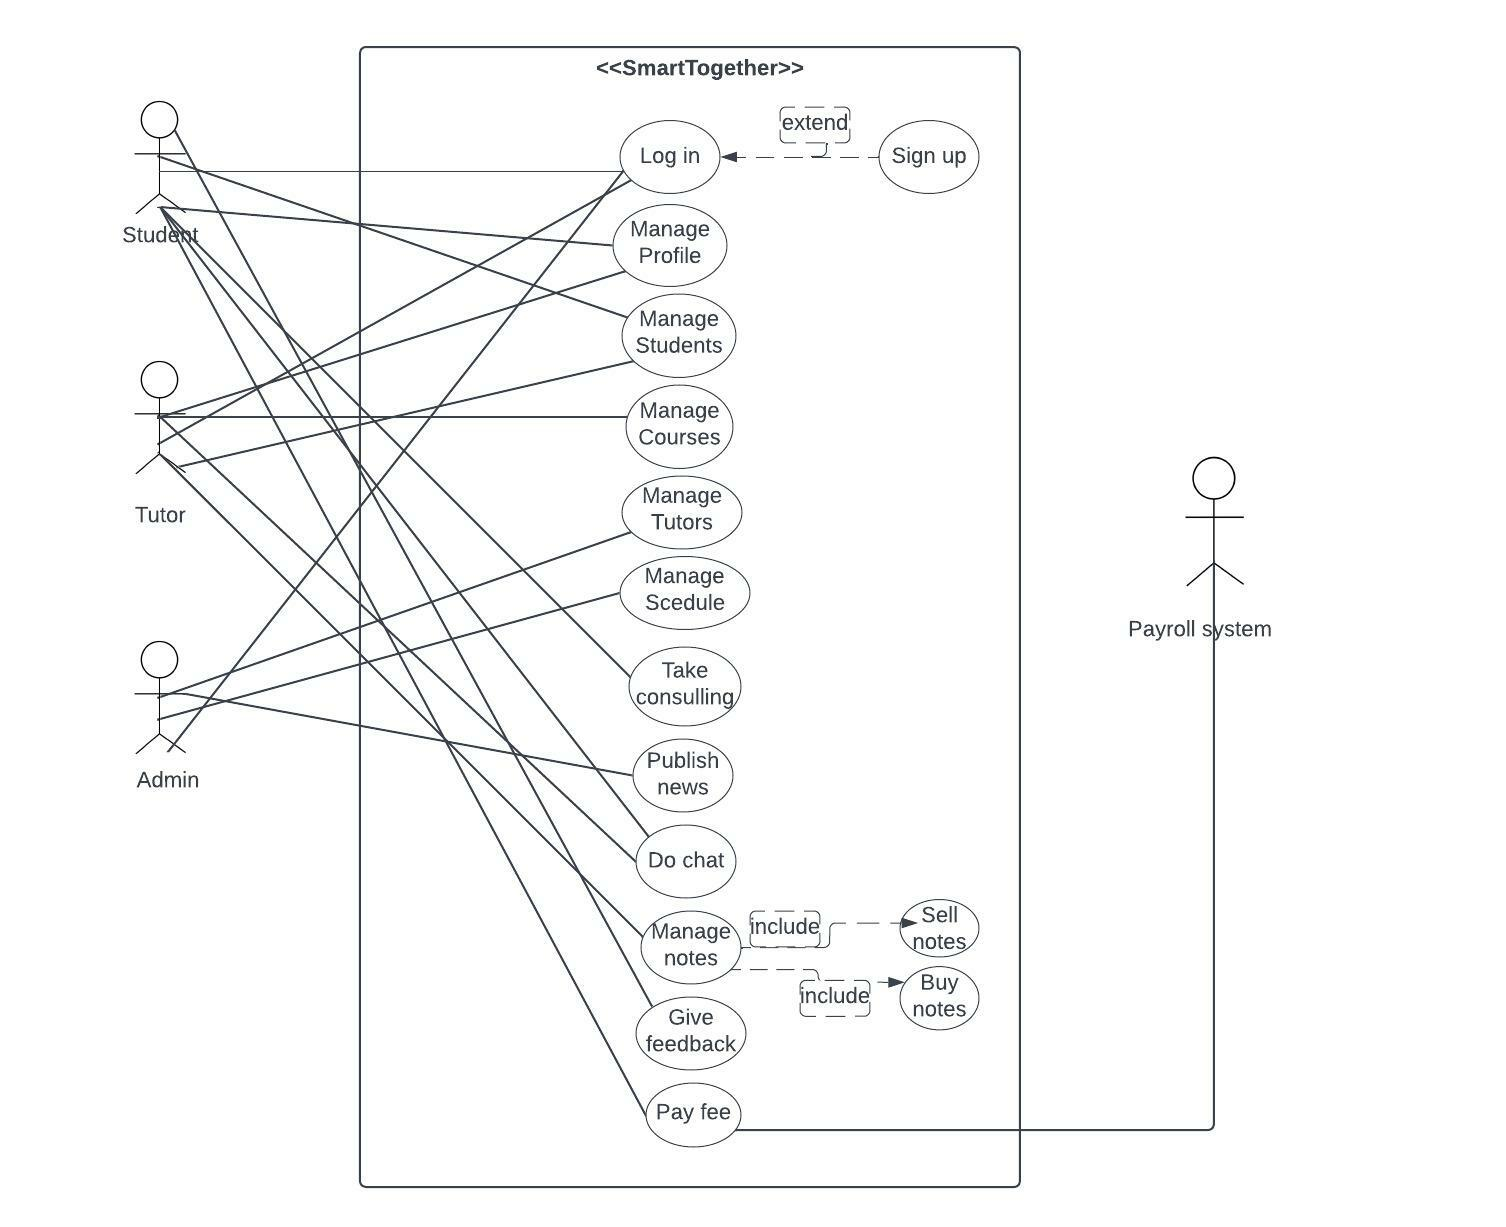 <<SmartTogether>>
extend
Log in
Sign up
Student
Manage
Profile
Manage
Students
Manage
Courses
Tutor
Manage
Tutors
Manage
Scedule
Payroll system
Take
consulling
Admin
Publish
news
Do chat
Manage
notes
include
Sell
notes
include
Buy
notes
Give
feedback
Pay fee